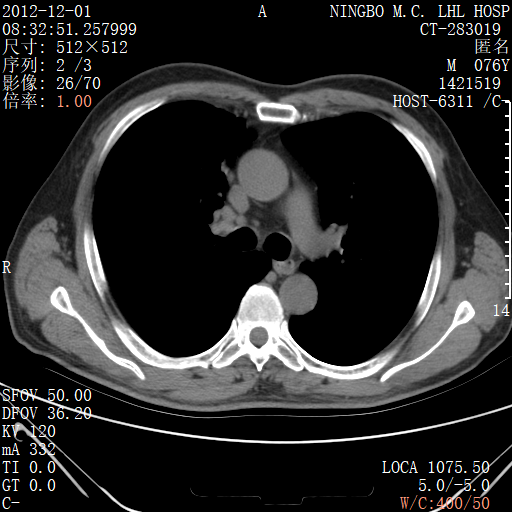 2012-12-01
A
NINGBO M.C. LHL HOSP
08:32:51.257999
CT-283019
尺寸: 512×512
匿名
序列: 2 /3
M 076Y
影像: 26/70
1421519
倍率: 1.00
HOST-6311 /C-
R
14
SFOV 50.00
DFOV 36.20
KV 120
mA 332
TI 0.0
LOCA 1075.50
GT 0.0
5.0/-5.0
C-
W/C:400/50